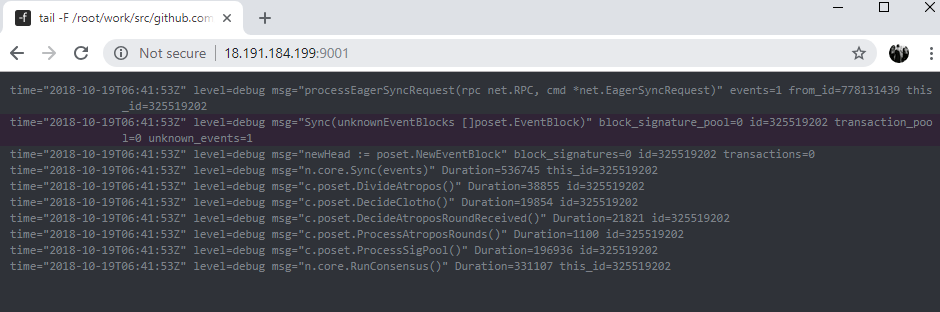 tail -F /root/work/src/github.com
Not secure | 18.191.184.199:9001
time="2018-10-19T06:41:53Z" level=debug msg="processEagerSyncRequest(rpc net.RPC, cmd *net.EagerSyncRequest)" events=1 from_id=778131439 this
_id=325519202
time="2018-10-19T06:41:53Z" level=debug msg="Sync(unknownEventBlocks []poset.EventBlock)" block_signature_pool=0 id=325519202 transaction_poo
l=0 unknown_events=1
time="2018-10-19T06:41:53Z" level=debug msg="newHead := poset.NewEventBlock" block_signatures=0 id=325519202 transactions=0
time="2018-10-19T06:41:53Z" level=debug msg="n.core.Sync(events)" Duration=536745 this_id=325519202
time="2018-10-19T06:41:53Z" level=debug msg="c.poset.DivideAtropos()" Duration=38855 id=325519202
time="2018-10-19T06:41:53Z" level=debug msg="c.poset.DecideClotho()" Duration=19854 id=325519202
time="2018-10-19T06:41:53Z" level=debug msg="c.poset.DecideAtroposRoundReceived()" Duration=21821 id=325519202
time="2018-10-19T06:41:53Z" level=debug msg="c.poset.ProcessAtroposRounds()" Duration=1100 id=325519202
time="2018-10-19T06:41:53Z" level=debug msg="c.poset.ProcessSigPool()" Duration=196936 id=325519202
time="2018-10-19T06:41:53Z" level=debug msg="n.core.RunConsensus()" Duration=331107 this_id=325519202